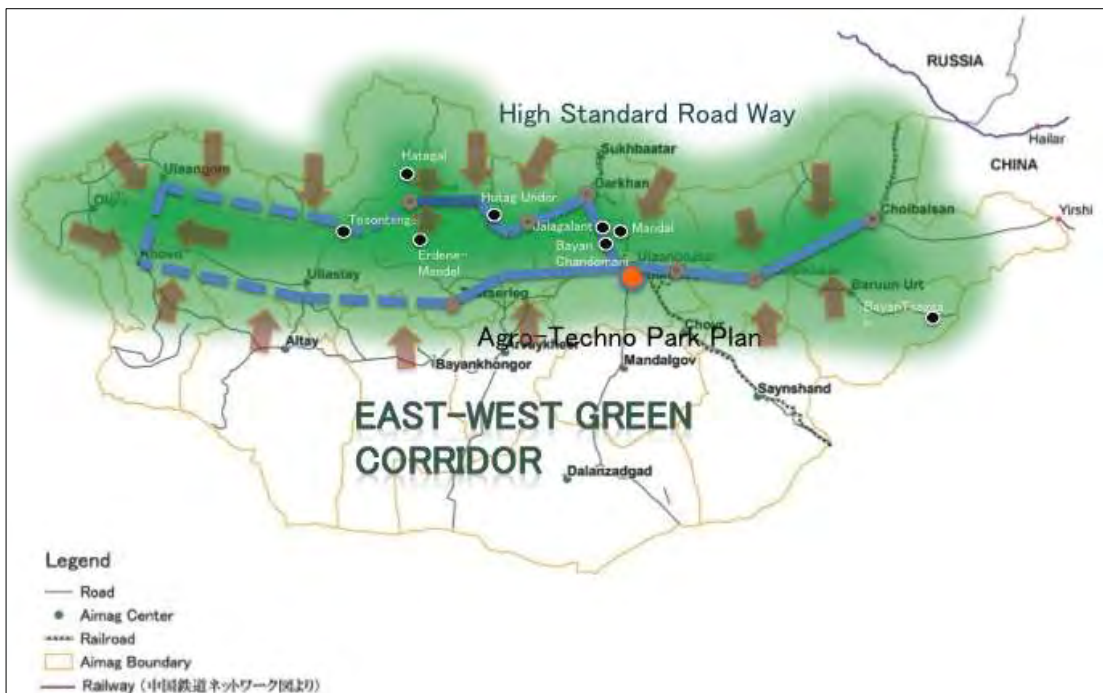 RUSSIA
High Standard Road Way
Hailar
CHINA
Hatagal
Sukhbaatar
Ulaangom
Darkhan
Hutag Undor
Choibalsan
Yirshi
Tosontseng
Jalagalant
Mandal
Bayan
Chandomani
Erdene-
Mandal
Khovd
Uliastay
Ulaanbaatar
Tsetserleg
Baruun Urt
Choyr
Agro-Techno Park Plan
Altay
Arvaykheer
Bayankhongor
Mandalgov
Saynshand
EAST-WEST GREEN
CORRIDOR
Dalanzadgad
Legend
Road
Aimag Center
Railroad
Aimag Boundary
Railway (中国鉄道ネットワーク図より)